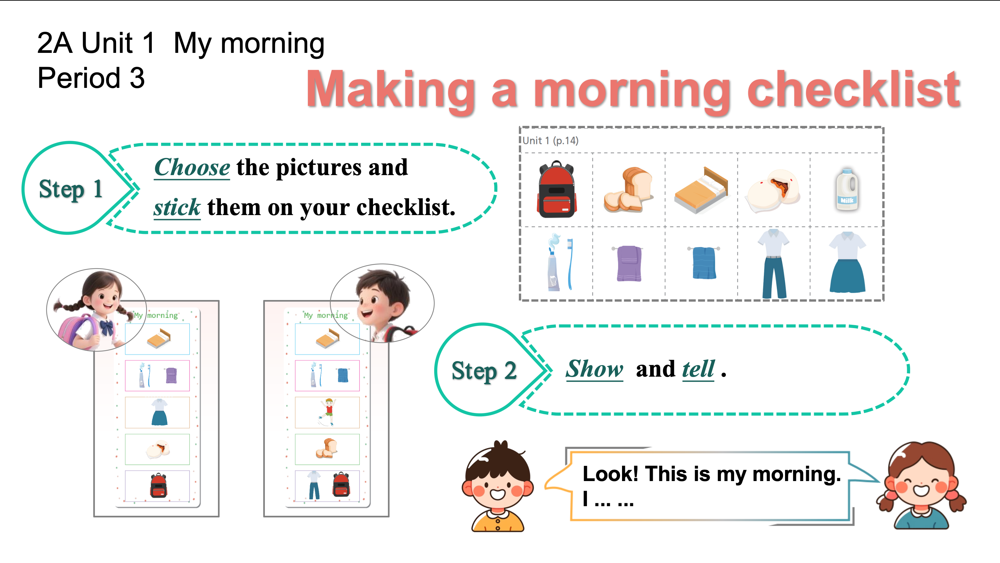 2A Unit 1  My morning
Period 3
Making a morning checklist
Step 1
Choose the pictures and
stick them on your checklist.
Unit 1 (p.14)
Milk
My morning
My morning
Step 2
Show and tell .
Look! This is my morning.
I ... ...